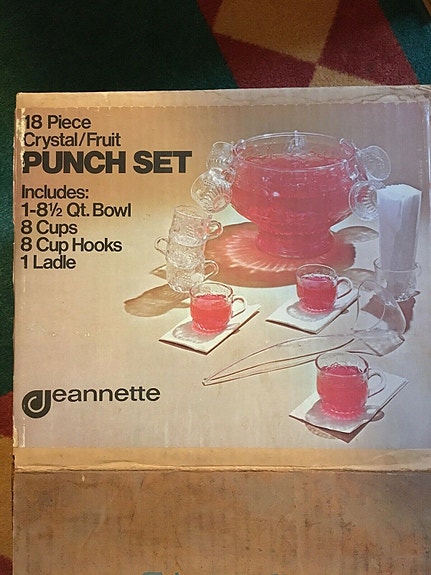 18 Piece
Crystal/Fruit
PUNCH SET
Includes:
1-8½ Qt. Bowl
8 Cups
8 Cup Hooks
1 Ladle
Jeannette